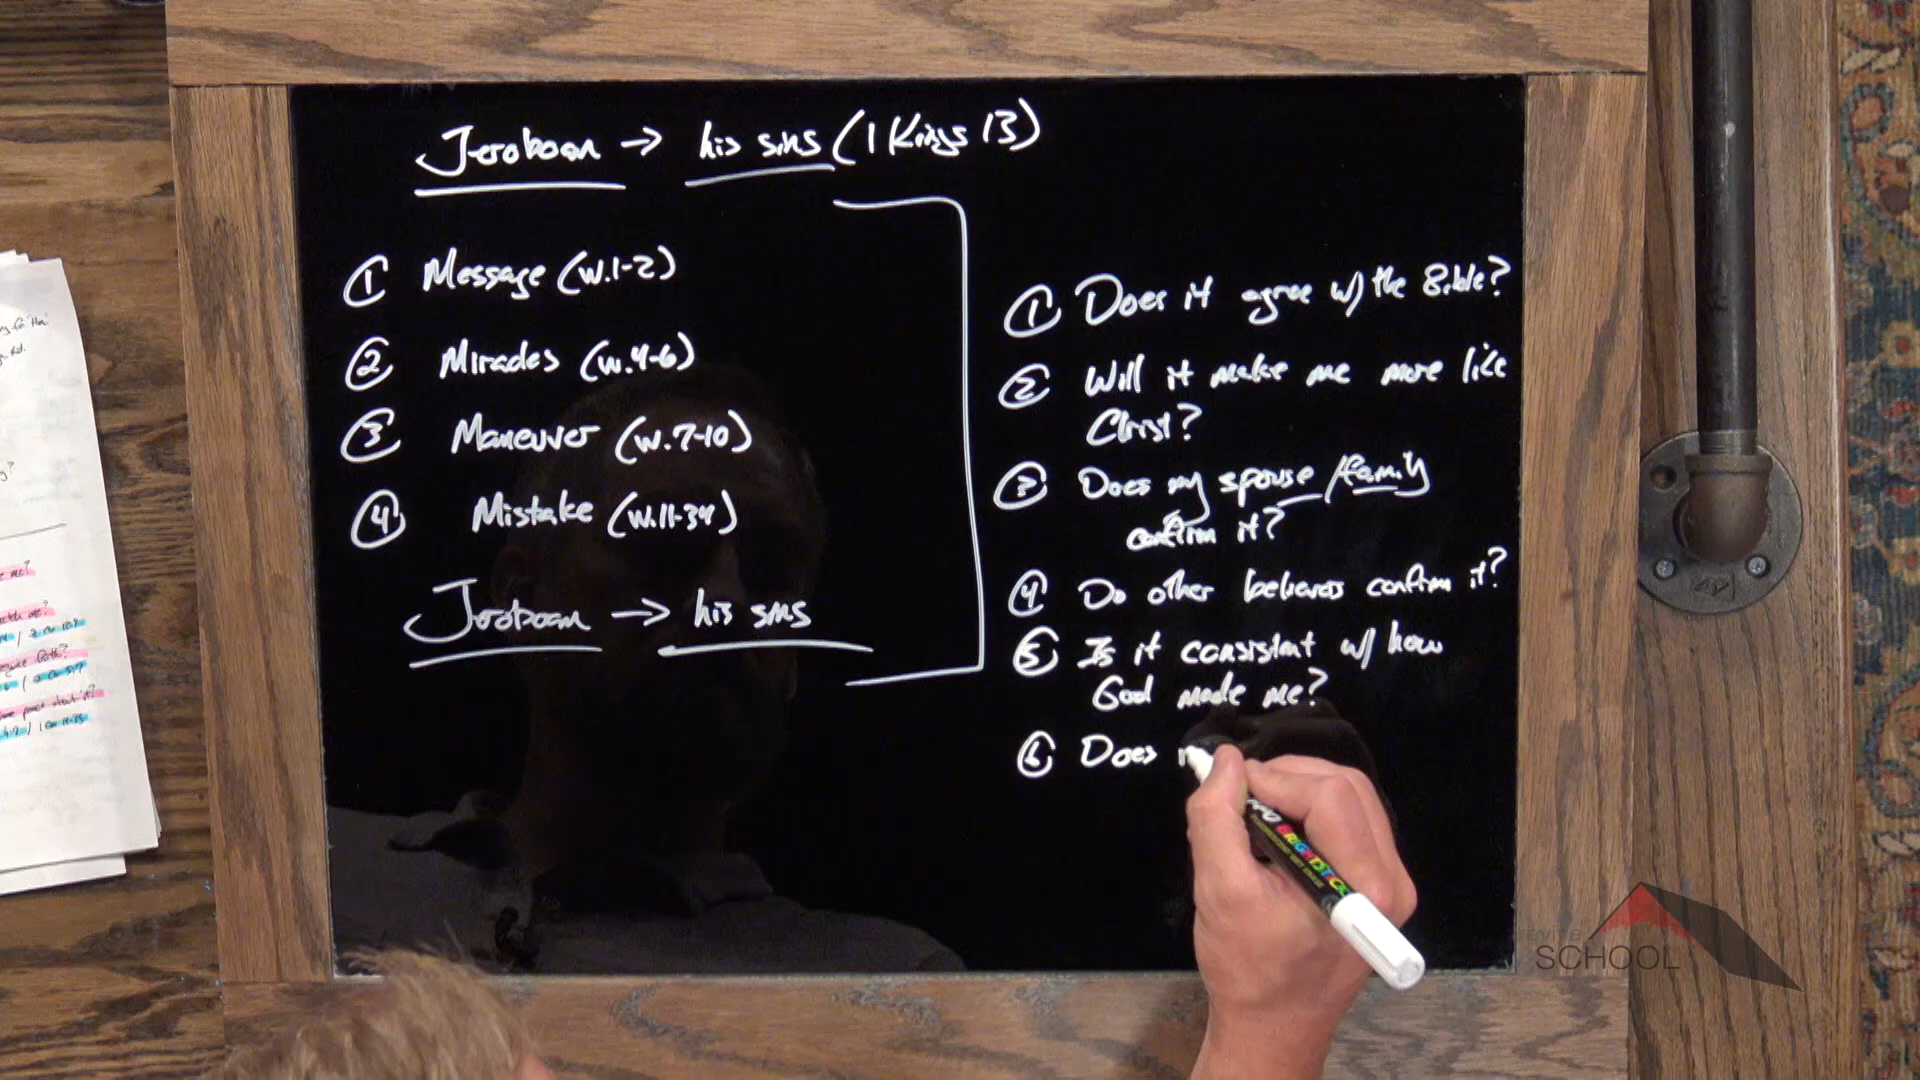 Jeroboam → his sins (1 Kings 13)
① Message (vv.1-2)
② Miracles (vv.4-6)
③ Maneuver (vv.7-10)
④ Mistake (vv.11-34)
Jeroboam → his sins
① Does it agree w/ the Bible?
② Will it make me more like
Christ?
③ Does my spouse/family
confirm it?
④ Do other believers confirm it?
⑤ Is it consistent w/ how
God made me?
⑥ Does
revive
SCHOOL